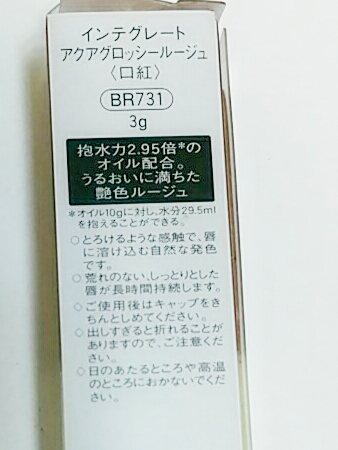 インテグレート
アクアグロッシールージュ
〈口紅〉
BR731
3g
抱水力2.95倍*の
オイル配合。
うるおいに満ちた
艶色ルージュ
*オイル10gに対し、水分29.5ml
を抱えることができる。
○とろけるような感触で、唇
に溶け込む自然な発色
です。
○荒れのない、しっとりとした
唇が長時間持続します。
◇ご使用後はキャップをき
ちんとしめてください。
◇出しすぎると折れることが
ありますので、ご注意くだ
さい。
◇日のあたるところや高温
のところにおかないでくだ
さい。